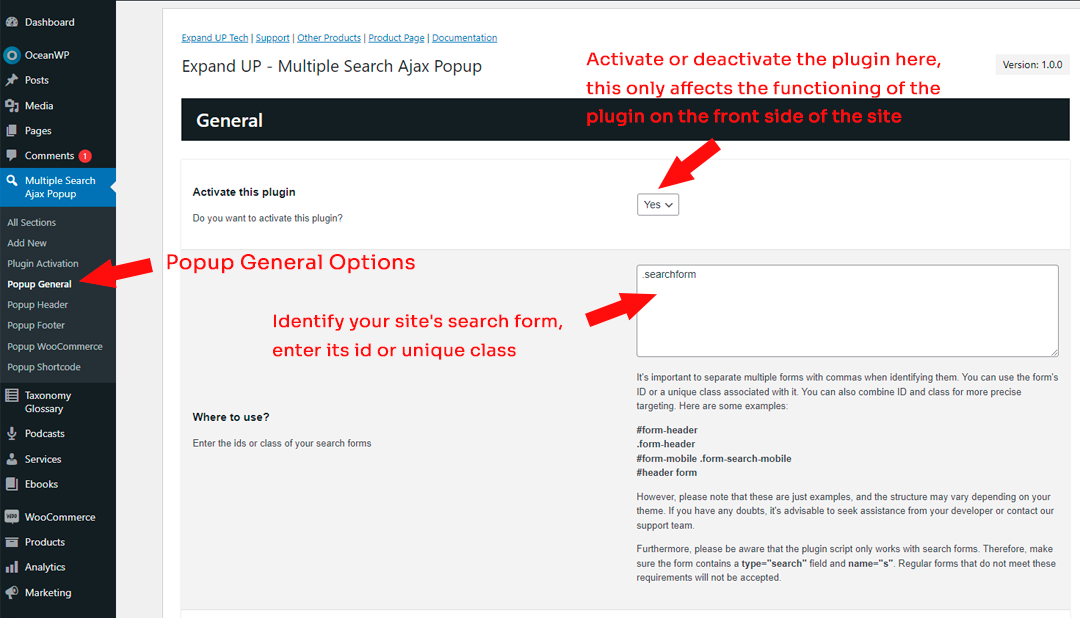 Dashboard
OceanWP
Posts
Media
Pages
Comments 1
Multiple Search
Ajax Popup
All Sections
Add New
Plugin Activation
Popup General
Popup Header
Popup Footer
Popup WooCommerce
Popup Shortcode
Taxonomy
Glossary
Podcasts
Services
Ebooks
WooCommerce
Products
Analytics
Marketing
Expand UP Tech | Support | Other Products | Product Page | Documentation
Expand UP - Multiple Search Ajax Popup
Version: 1.0.0
Activate or deactivate the plugin here,
this only affects the functioning of the
plugin on the front side of the site
General
Activate this plugin
Do you want to activate this plugin?
Yes
Popup General Options
Identify your site's search form,
enter its id or unique class
.searchform
Where to use?
Enter the ids or class of your search forms
It's important to separate multiple forms with commas when identifying them. You can use the form's
ID or a unique class associated with it. You can also combine ID and class for more precise
targeting. Here are some examples:
#form-header
.form-header
#form-mobile .form-search-mobile
#header form
However, please note that these are just examples, and the structure may vary depending on your
theme. If you have any doubts, it's advisable to seek assistance from your developer or contact our
support team.
Furthermore, please be aware that the plugin script only works with search forms. Therefore, make
sure the form contains a type="search" field and name="s". Regular forms that do not meet these
requirements will not be accepted.